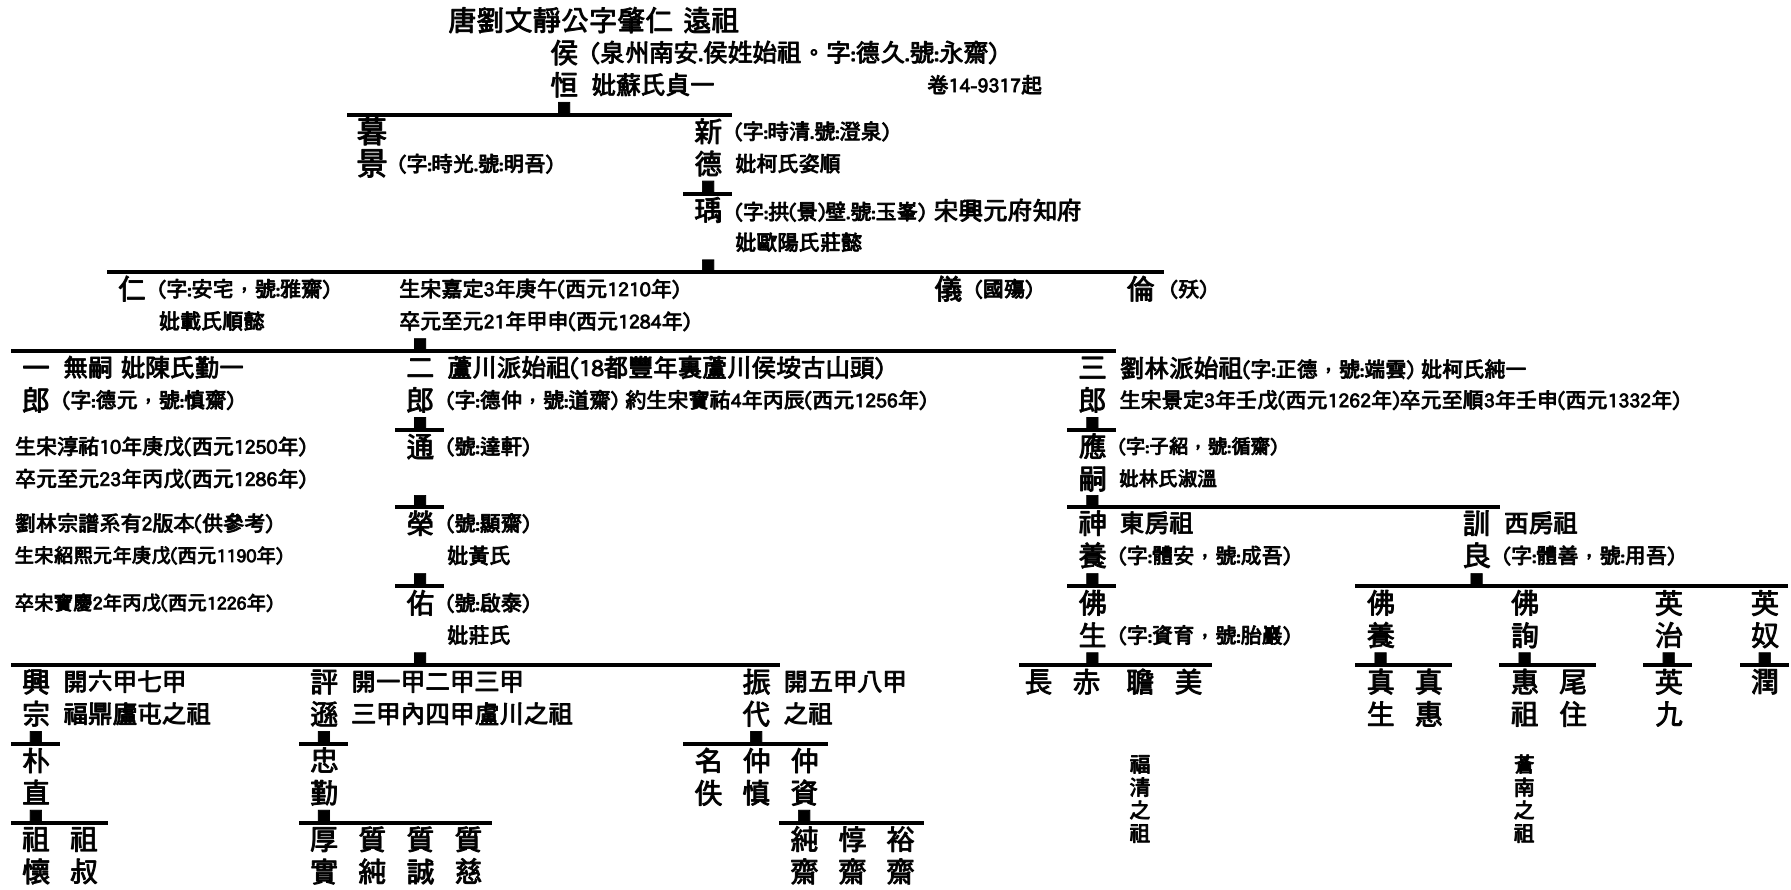 唐劉文靜公字肇仁 遠祖
侯恒 (泉州南安.侯姓始祖。字:德久.號:永齋)
妣蘇氏貞一
卷14-9317起
暮景 (字:時光.號:明吾)
新德 (字:時清.號:澄泉)
妣柯氏姿順
瑀 (字:拱(景)壁.號:玉峯) 宋興元府知府
妣歐陽氏莊懿
仁 (字:安宅,號:雅齋)
妣載氏順懿
生宋嘉定3年庚午(西元1210年)
卒元至元21年甲申(西元1284年)
儀 (國殤)
倫 (殀)
一郎 無嗣 妣陳氏勤一
(字:德元,號:慎齋)
生宋淳祐10年庚戊(西元1250年)
卒元至元23年丙戊(西元1286年)
劉林宗譜系有2版本(供參考)
生宋紹熙元年庚戊(西元1190年)
卒宋寶慶2年丙戊(西元1226年)
二郎 蘆川派始祖(18都豐年裏蘆川侯垵古山頭)
(字:德仲,號:道齋) 約生宋寶祐4年丙辰(西元1256年)
通 (號:達軒)
榮 (號:顯齋)
妣黃氏
佑 (號:啟泰)
妣莊氏
三郎 劉林派始祖(字:正德,號:端雲) 妣柯氏純一
生宋景定3年壬戊(西元1262年)卒元至順3年壬申(西元1332年)
應嗣 (字:子紹,號:循齋)
妣林氏淑溫
神養 東房祖
(字:體安,號:成吾)
訓良 西房祖
(字:體善,號:用吾)
佛生 (字:資育,號:胎巖)
佛養
佛詢
英治
英奴
興宗 開六甲七甲
福鼎廬屯之祖
評遜 開一甲二甲三甲
三甲內四甲盧川之祖
振代 開五甲八甲
之祖
長
赤
瞻
美
真生
真惠
惠祖
尾住
英九
潤
朴直
忠勤
名佚
仲慎
仲資
福清之祖
蒼南之祖
祖懷
祖叔
厚實
質純
質誠
質慈
純齋
惇齋
裕齋